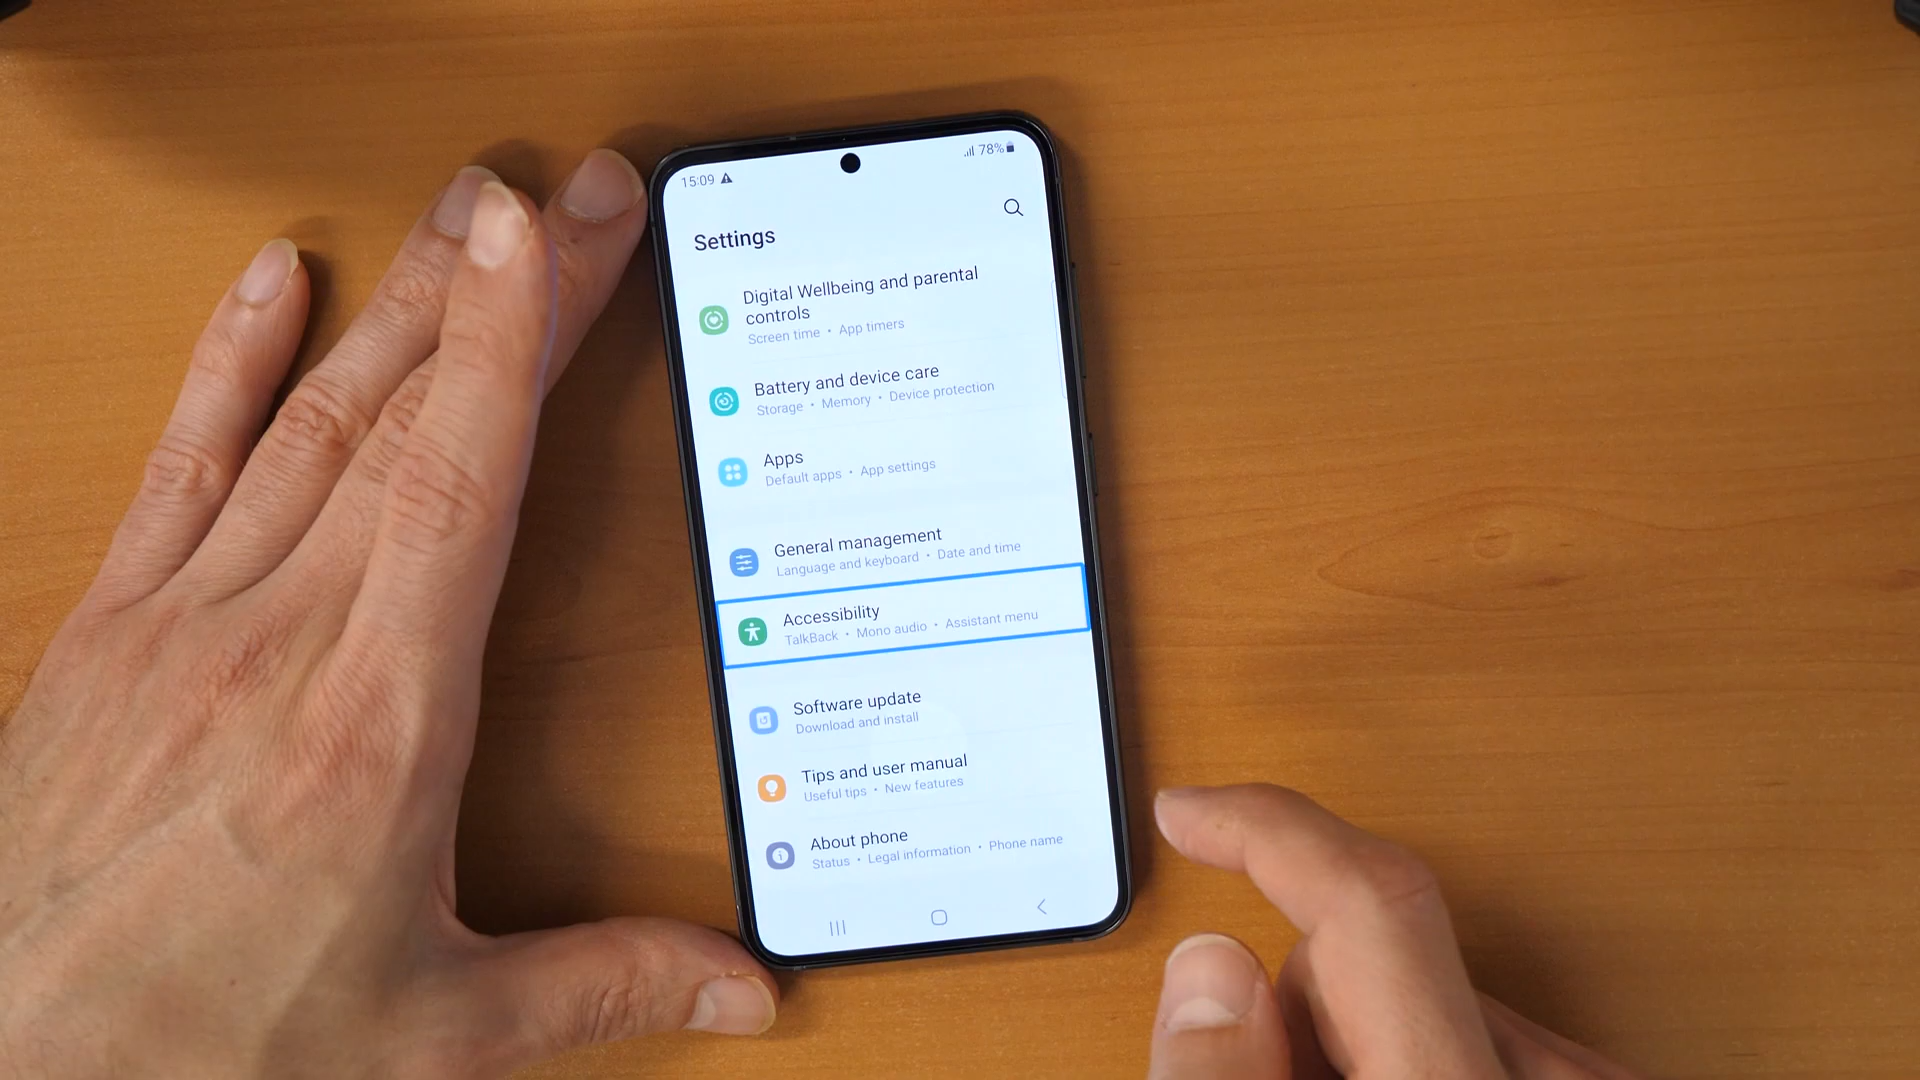 15:09
78%
Settings
Digital Wellbeing and parental
controls
Screen time • App timers
Battery and device care
Storage • Memory • Device protection
Apps
Default apps • App settings
General management
Language and keyboard • Date and time
Accessibility
TalkBack • Mono audio • Assistant menu
Software update
Download and install
Tips and user manual
Useful tips • New features
About phone
Status • Legal information • Phone name